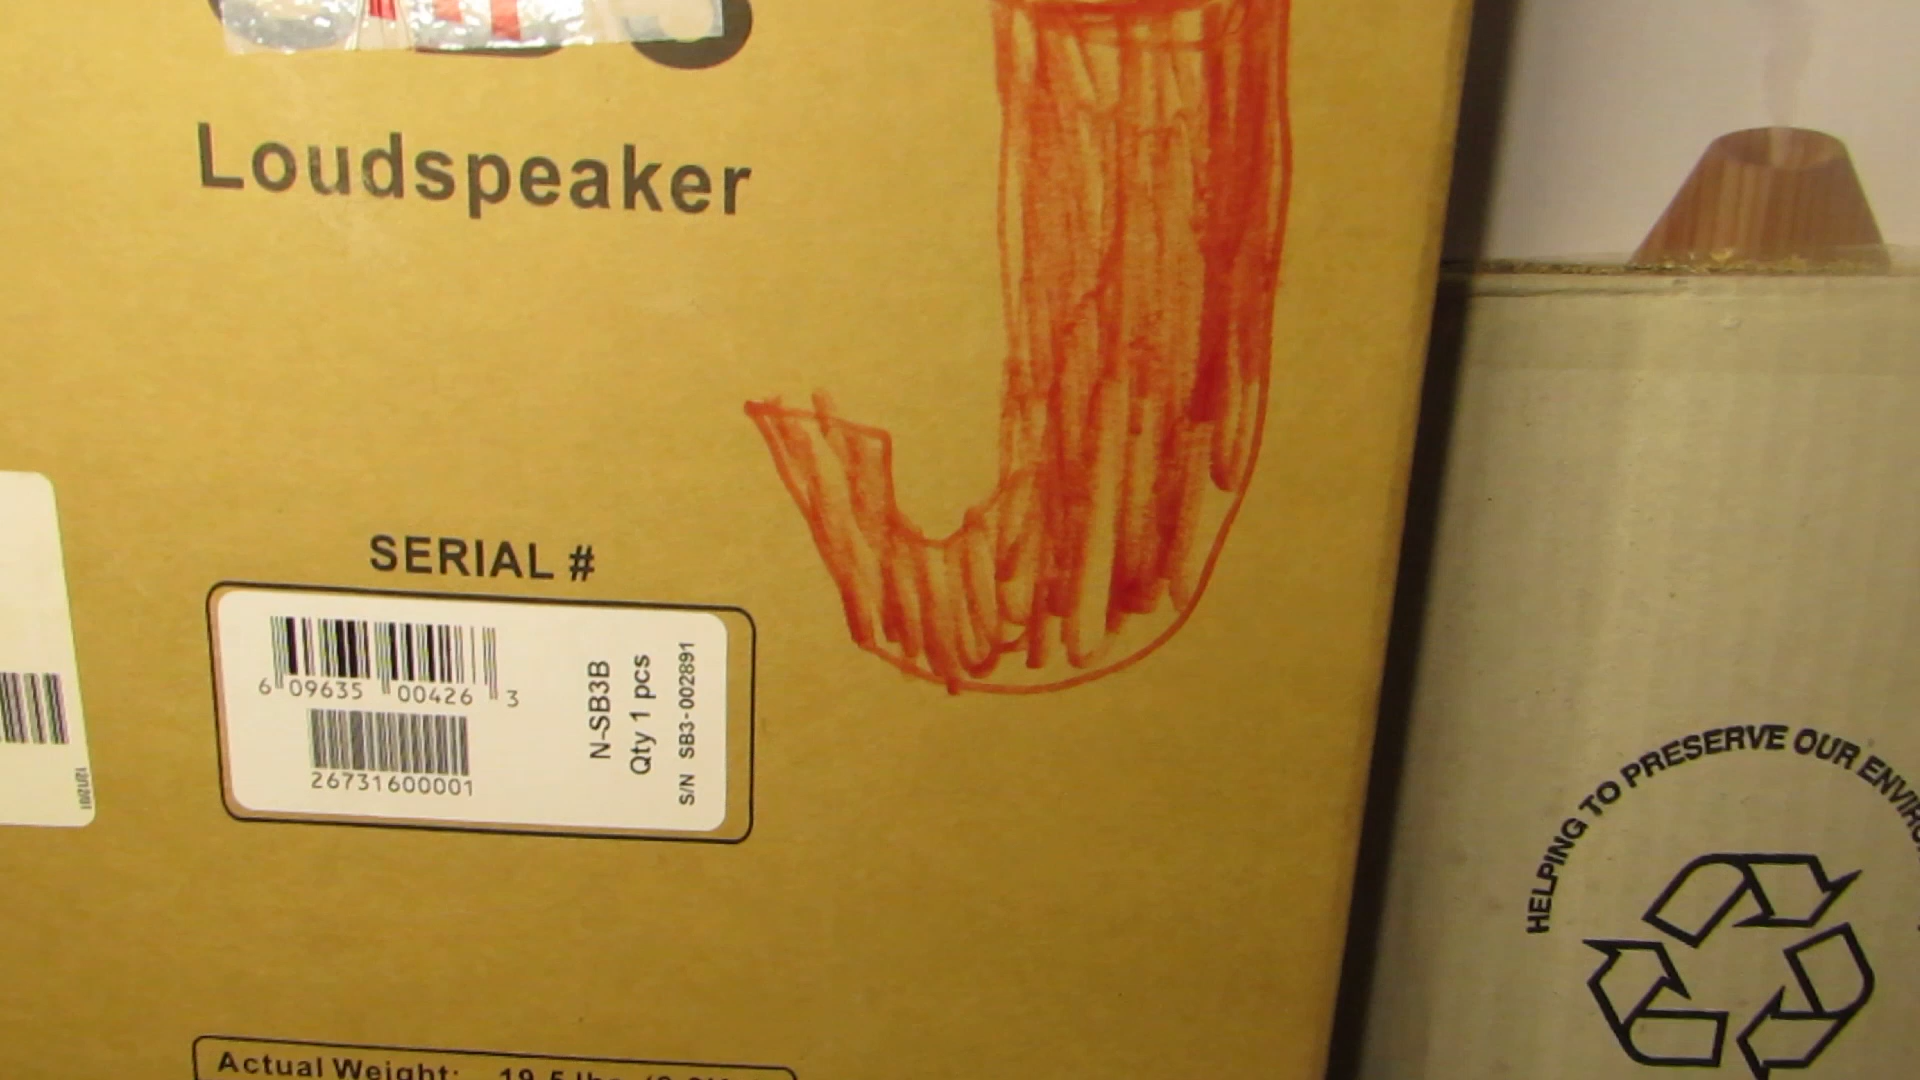 Loudspeaker
SERIAL #
6 09635 00426 3
26731600001
N-SB3B
Qty 1 pcs
S/N SB3-002891
Actual Weight:
HELPING TO PRESERVE OUR
J